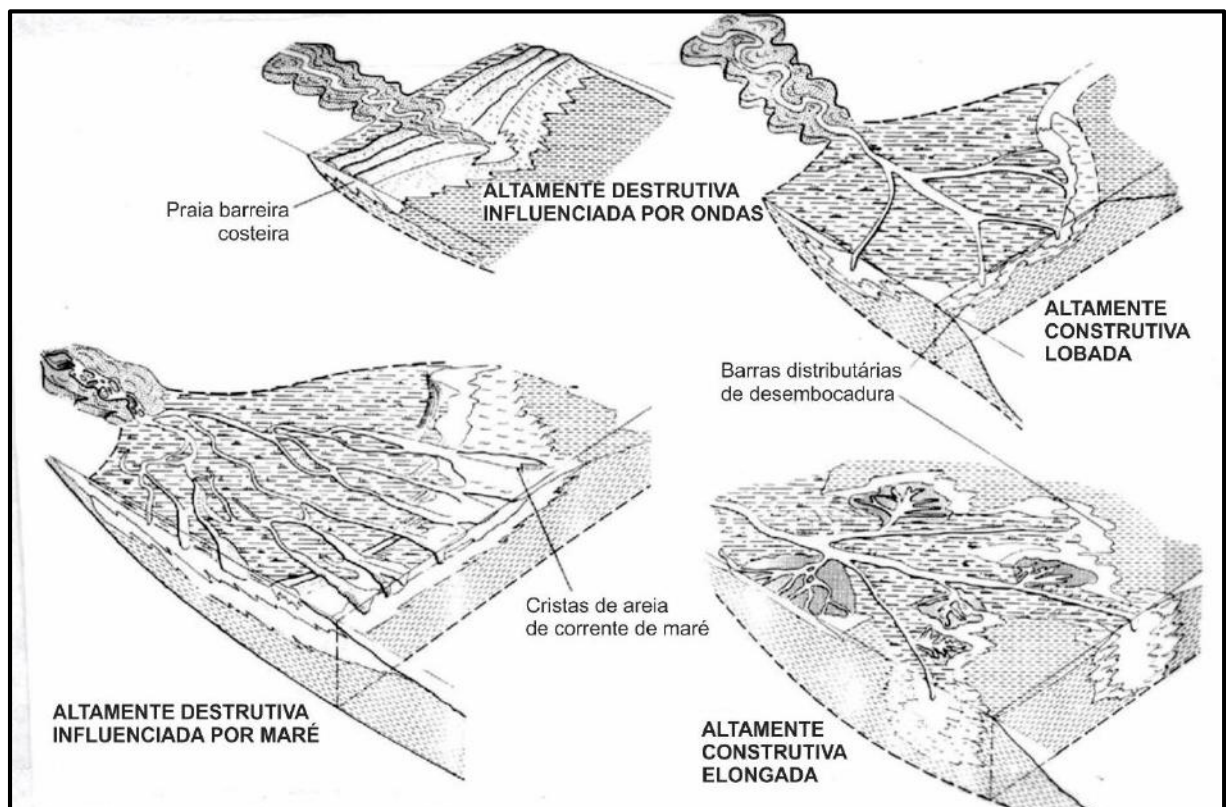 Praia barreira
costeira
ALTAMENTE DESTRUTIVA
INFLUENCIADA POR ONDAS
ALTAMENTE
CONSTRUTIVA
LOBADA
Barras distributárias
de desembocadura
Cristas de areia
de corrente de maré
ALTAMENTE DESTRUTIVA
INFLUENCIADA POR MARÉ
ALTAMENTE
CONSTRUTIVA
ELONGADA